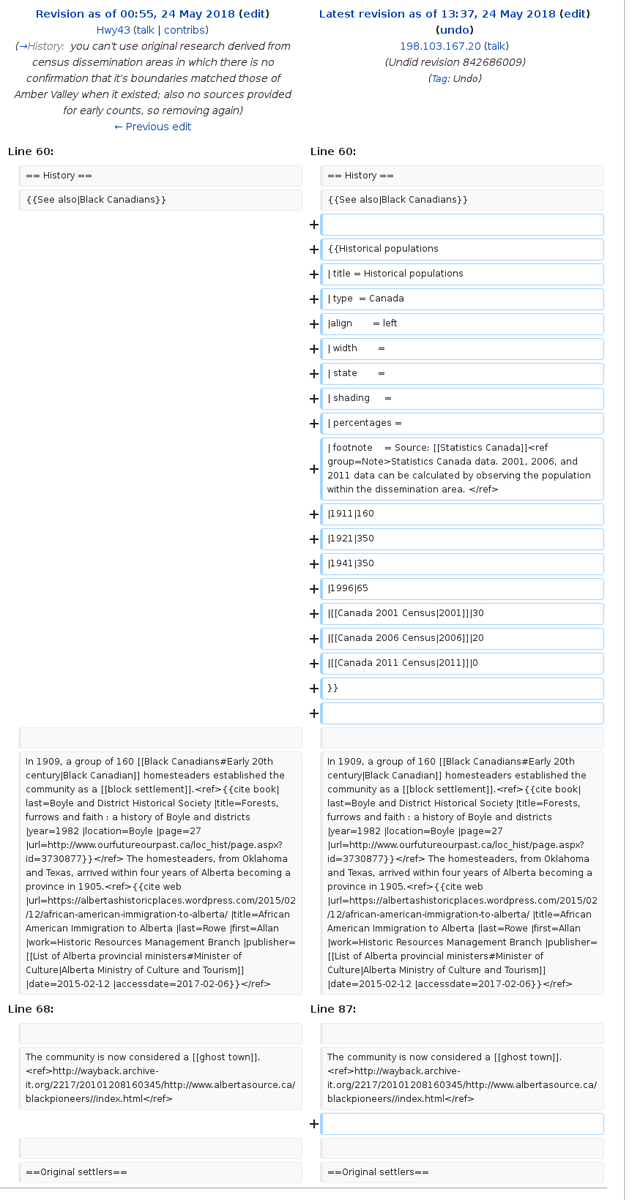 Revision as of 00:55, 24 May 2018 (edit)
Hwy43 (talk | contribs)
(→History: you can't use original research derived from
census dissemination areas in which there is no
confirmation that it's boundaries matched those of
Amber Valley when it existed; also no sources provided
for early counts, so removing again)
← Previous edit
Latest revision as of 13:37, 24 May 2018 (edit)
(undo)
198.103.167.20 (talk)
(Undid revision 842686009)
(Tag: Undo)
Line 60:
Line 60:
== History ==
== History ==
{{See also|Black Canadians}}
{{See also|Black Canadians}}
+
+ {{Historical populations
+ | title = Historical populations
+ | type = Canada
+ |align = left
+ | width =
+ | state =
+ | shading =
+ | percentages =
+ | footnote = Source: [[Statistics Canada]]<ref
group=Note>Statistics Canada data. 2001, 2006, and
2011 data can be calculated by observing the population
within the dissemination area. </ref>
+ |1911|160
+ |1921|350
+ |1941|350
+ |1996|65
+ |[[Canada 2001 Census|2001]]|30
+ |[[Canada 2006 Census|2006]]|20
+ |[[Canada 2011 Census|2011]]|0
+ }}
+
In 1909, a group of 160 [[Black Canadians#Early 20th
century|Black Canadian]] homesteaders established the
community as a [[block settlement]].<ref>{{cite book|
last=Boyle and District Historical Society |title=Forests,
furrows and faith : a history of Boyle and districts
|year=1982 |location=Boyle |page=27
|url=http://www.ourfutureourpast.ca/loc_hist/page.aspx?
id=3730877}}</ref> The homesteaders, from Oklahoma
and Texas, arrived within four years of Alberta becoming a
province in 1905.<ref>{{cite web
|url=https://albertashistoricplaces.wordpress.com/2015/02
/12/african-american-immigration-to-alberta/ |title=African
American Immigration to Alberta |last=Rowe |first=Allan
|work=Historic Resources Management Branch |publisher=
[[List of Alberta provincial ministers#Minister of
Culture|Alberta Ministry of Culture and Tourism]]
|date=2015-02-12 |accessdate=2017-02-06}}</ref>
In 1909, a group of 160 [[Black Canadians#Early 20th
century|Black Canadian]] homesteaders established the
community as a [[block settlement]].<ref>{{cite book|
last=Boyle and District Historical Society |title=Forests,
furrows and faith : a history of Boyle and districts
|year=1982 |location=Boyle |page=27
|url=http://www.ourfutureourpast.ca/loc_hist/page.aspx?
id=3730877}}</ref> The homesteaders, from Oklahoma
and Texas, arrived within four years of Alberta becoming a
province in 1905.<ref>{{cite web
|url=https://albertashistoricplaces.wordpress.com/2015/02
/12/african-american-immigration-to-alberta/ |title=African
American Immigration to Alberta |last=Rowe |first=Allan
|work=Historic Resources Management Branch |publisher=
[[List of Alberta provincial ministers#Minister of
Culture|Alberta Ministry of Culture and Tourism]]
|date=2015-02-12 |accessdate=2017-02-06}}</ref>
Line 68:
Line 87:
The community is now considered a [[ghost town]].
<ref>http://wayback.archive-
it.org/2217/20101208160345/http://www.albertasource.ca/
blackpioneers//index.html</ref>
The community is now considered a [[ghost town]].
<ref>http://wayback.archive-
it.org/2217/20101208160345/http://www.albertasource.ca/
blackpioneers//index.html</ref>
+
==Original settlers==
==Original settlers==